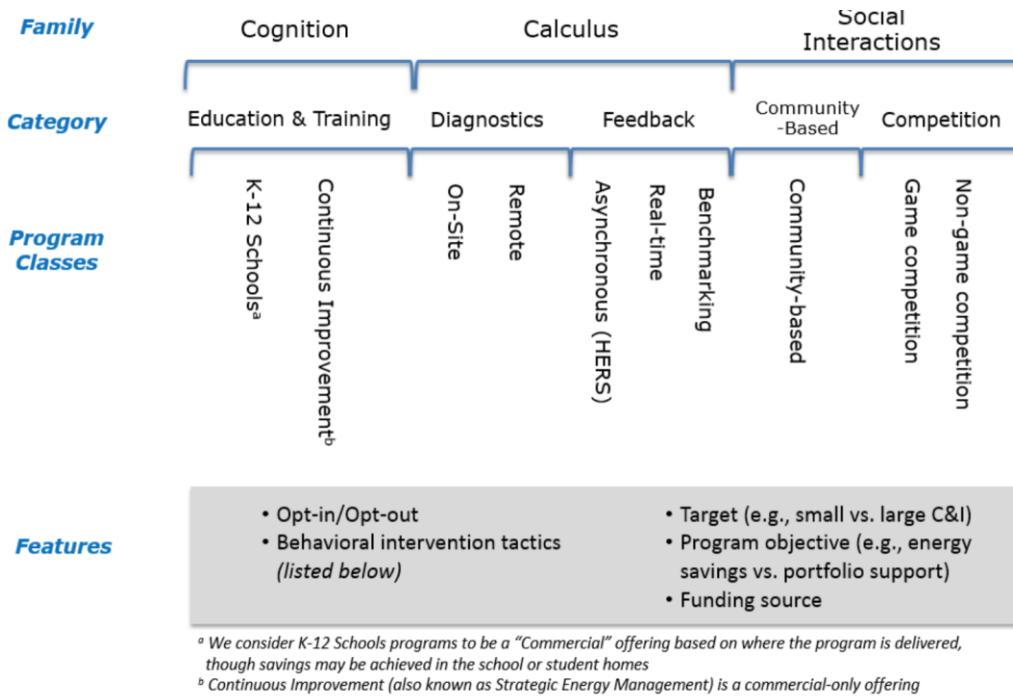 Family
Cognition
Calculus
Social
Interactions
Category
Education & Training
Diagnostics
Feedback
Community
-Based
Competition
Program
Classes
K-12 Schoolsᵃ
Continuous Improvementᵇ
On-Site
Remote
Asynchronous (HERS)
Real-time
Benchmarking
Community-based
Game competition
Non-game competition
Features
• Opt-in/Opt-out
• Behavioral intervention tactics
(listed below)
• Target (e.g., small vs. large C&I)
• Program objective (e.g., energy
savings vs. portfolio support)
• Funding source
ᵃ We consider K-12 Schools programs to be a “Commercial” offering based on where the program is delivered,
though savings may be achieved in the school or student homes
ᵇ Continuous Improvement (also known as Strategic Energy Management) is a commercial-only offering